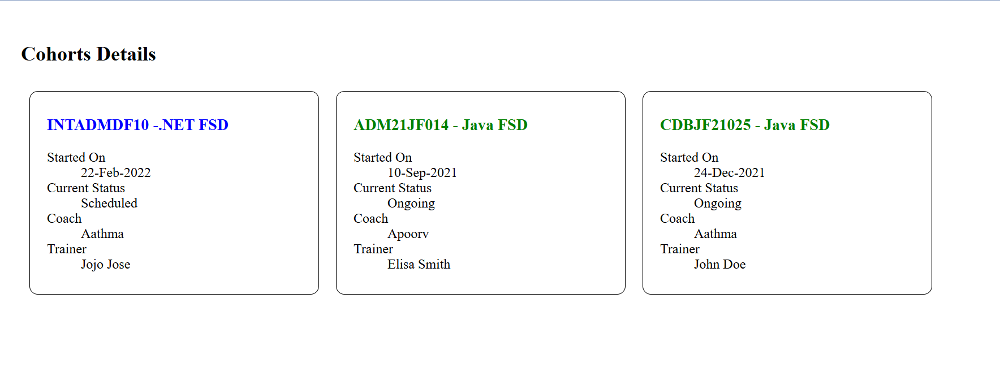 Cohorts Details
INTADMDF10 -.NET FSD
Started On
22-Feb-2022
Current Status
Scheduled
Coach
Aathma
Trainer
Jojo Jose
ADM21JF014 - Java FSD
Started On
10-Sep-2021
Current Status
Ongoing
Coach
Apoorv
Trainer
Elisa Smith
CDBJF21025 - Java FSD
Started On
24-Dec-2021
Current Status
Ongoing
Coach
Aathma
Trainer
John Doe